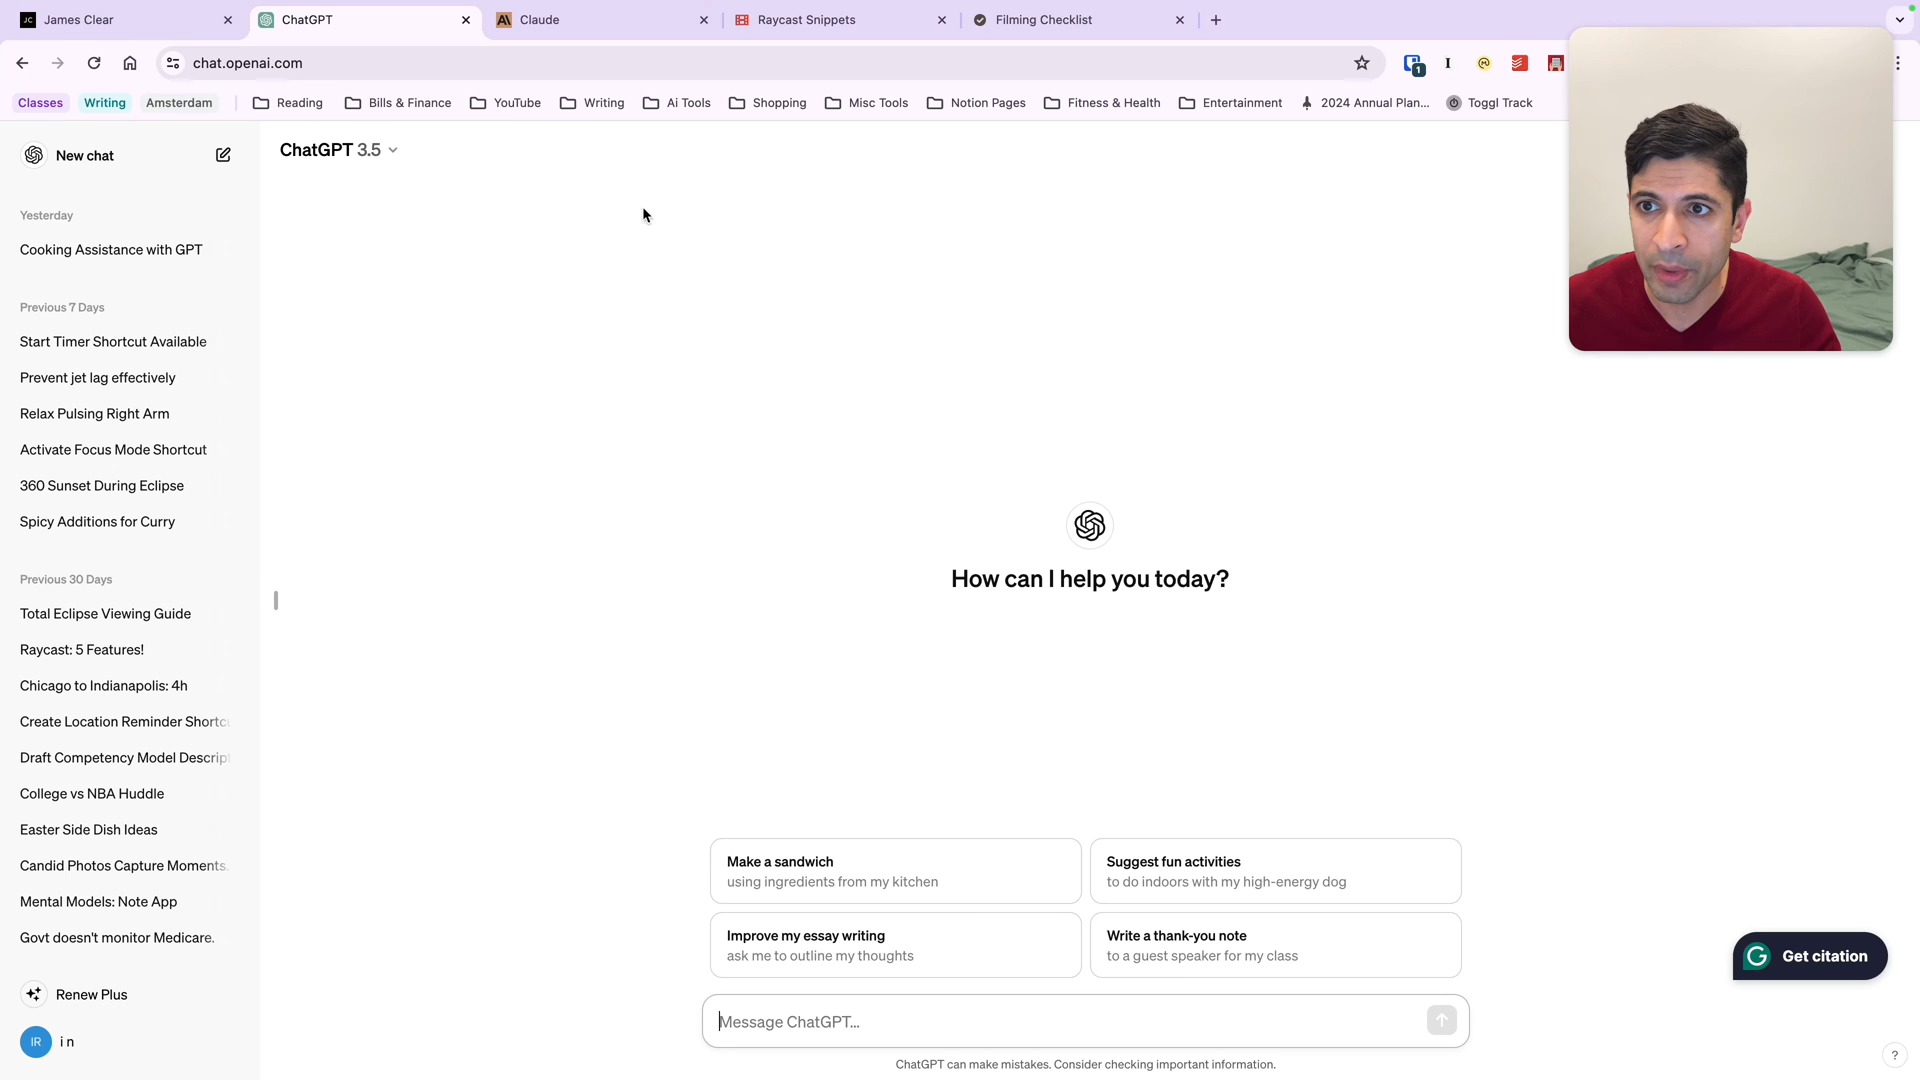 James Clear
ChatGPT
Claude
Raycast Snippets
Filming Checklist
chat.openai.com
1
Classes
Writing
Amsterdam
Reading
Bills & Finance
YouTube
Writing
Ai Tools
Shopping
Misc Tools
Notion Pages
Fitness & Health
Entertainment
2024 Annual Plan...
Toggl Track
New chat
ChatGPT 3.5
Yesterday
Cooking Assistance with GPT
Previous 7 Days
Start Timer Shortcut Available
Prevent jet lag effectively
Relax Pulsing Right Arm
Activate Focus Mode Shortcut
360 Sunset During Eclipse
Spicy Additions for Curry
Previous 30 Days
Total Eclipse Viewing Guide
Raycast: 5 Features!
Chicago to Indianapolis: 4h
Create Location Reminder Shortcu
Draft Competency Model Descript
College vs NBA Huddle
Easter Side Dish Ideas
Candid Photos Capture Moments.
Mental Models: Note App
Govt doesn't monitor Medicare.
Renew Plus
IR
i n
How can I help you today?
Make a sandwich
using ingredients from my kitchen
Suggest fun activities
to do indoors with my high-energy dog
Improve my essay writing
ask me to outline my thoughts
Write a thank-you note
to a guest speaker for my class
Get citation
Message ChatGPT...
ChatGPT can make mistakes. Consider checking important information.
?